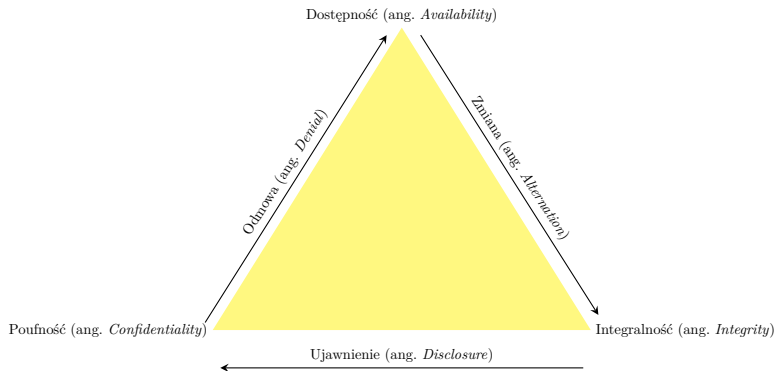 Dostępność (ang. Availability)
Odmowa (ang. Denial)
Zmiana (ang. Alternation)
Poufność (ang. Confidentiality)
Integralność (ang. Integrity)
Ujawnienie (ang. Disclosure)